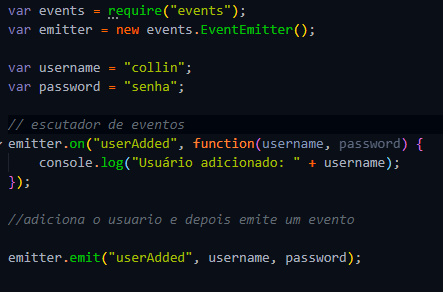 var events = require("events");
var emitter = new events.EventEmitter();
var username = "collin";
var password = "senha";
// escutador de eventos
emitter.on("userAdded", function(username, password) {
console.log("Usuário adicionado: " + username);
});
//adiciona o usuario e depois emite um evento
emitter.emit("userAdded", username, password);